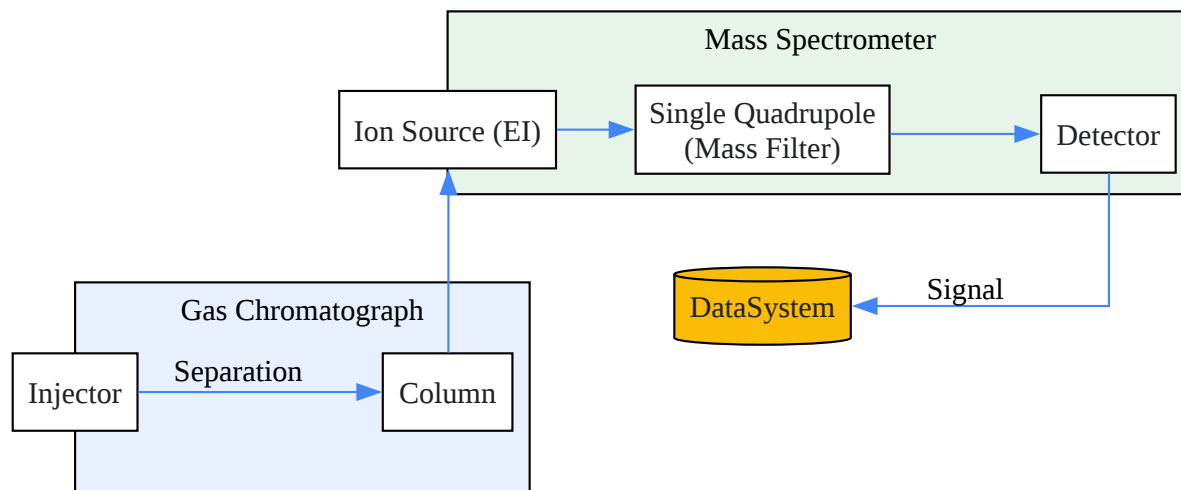 Mass Spectrometer
Ion Source (EI)
Single Quadrupole
(Mass Filter)
Detector
DataSystem
Signal
Gas Chromatograph
Injector
Separation
Column